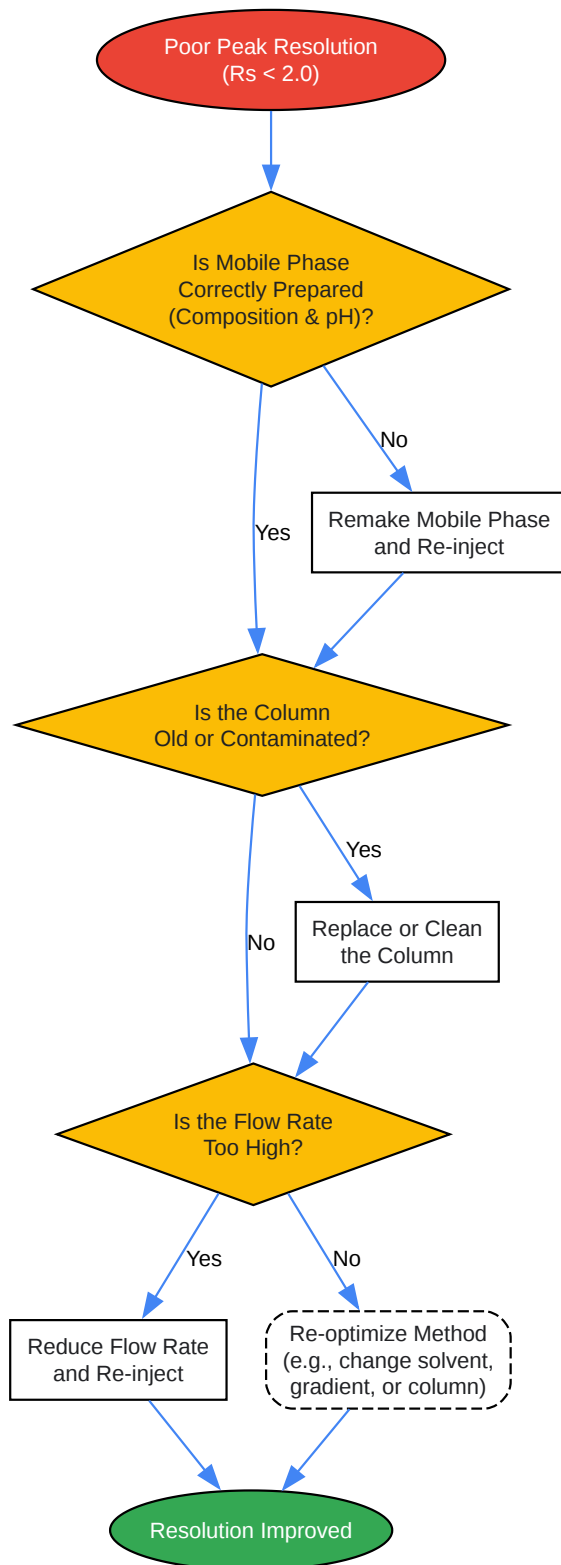 Poor Peak Resolution
(Rs < 2.0)
Is Mobile Phase
Correctly Prepared
(Composition & pH)?
No
Yes
Remake Mobile Phase
and Re-inject
Is the Column
Old or Contaminated?
Yes
No
Replace or Clean
the Column
Is the Flow Rate
Too High?
Yes
No
Reduce Flow Rate
and Re-inject
Re-optimize Method
(e.g., change solvent,
gradient, or column)
Resolution Improved